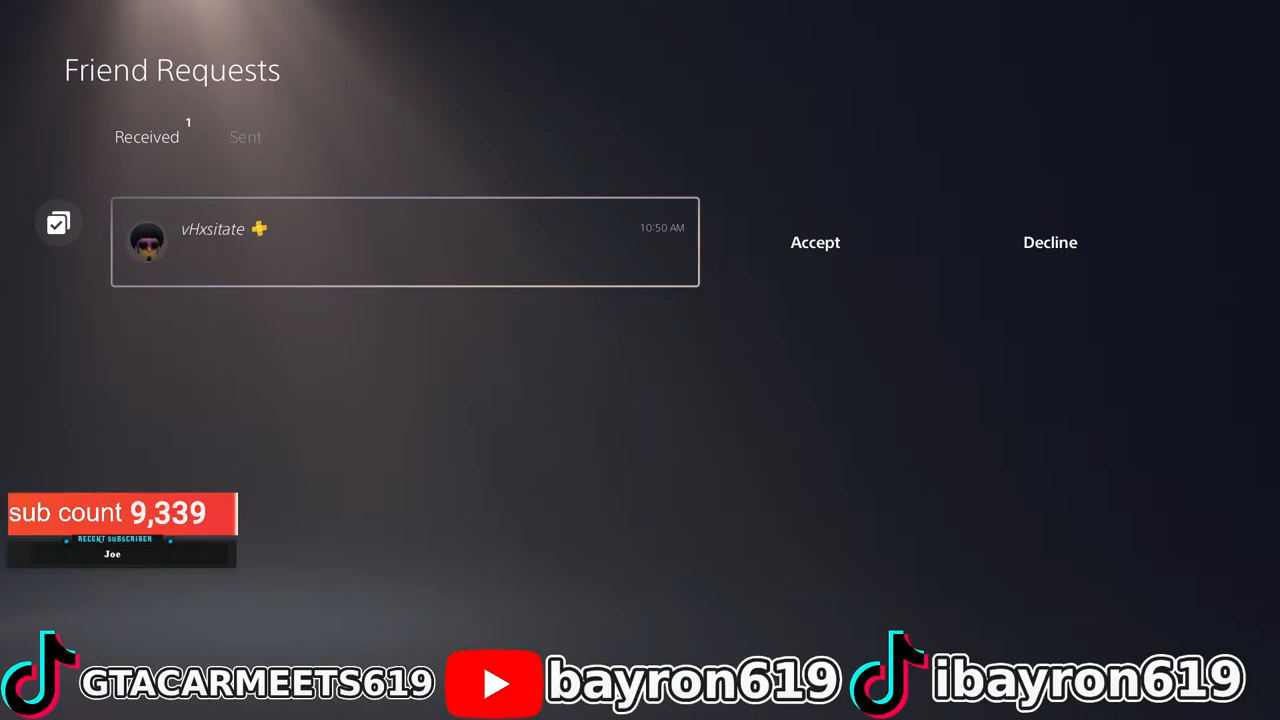 Friend Requests
Received 1 Sent
vHxsitate 10:50 AM
Accept Decline
sub count 9,339
RECENT SUBSCRIBER
Joe
GTACARMEETS619 bayron619 ibayron619